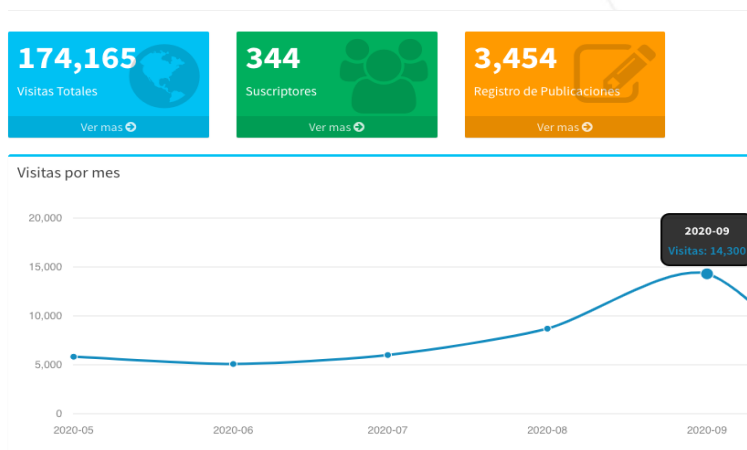 174,165
Visitas Totales
Ver mas
344
Suscriptores
Ver mas
3,454
Registro de Publicaciones
Ver mas
Visitas por mes
20,000
15,000
10,000
5,000
0
2020-09
Visitas: 14,300
2020-05
2020-06
2020-07
2020-08
2020-09